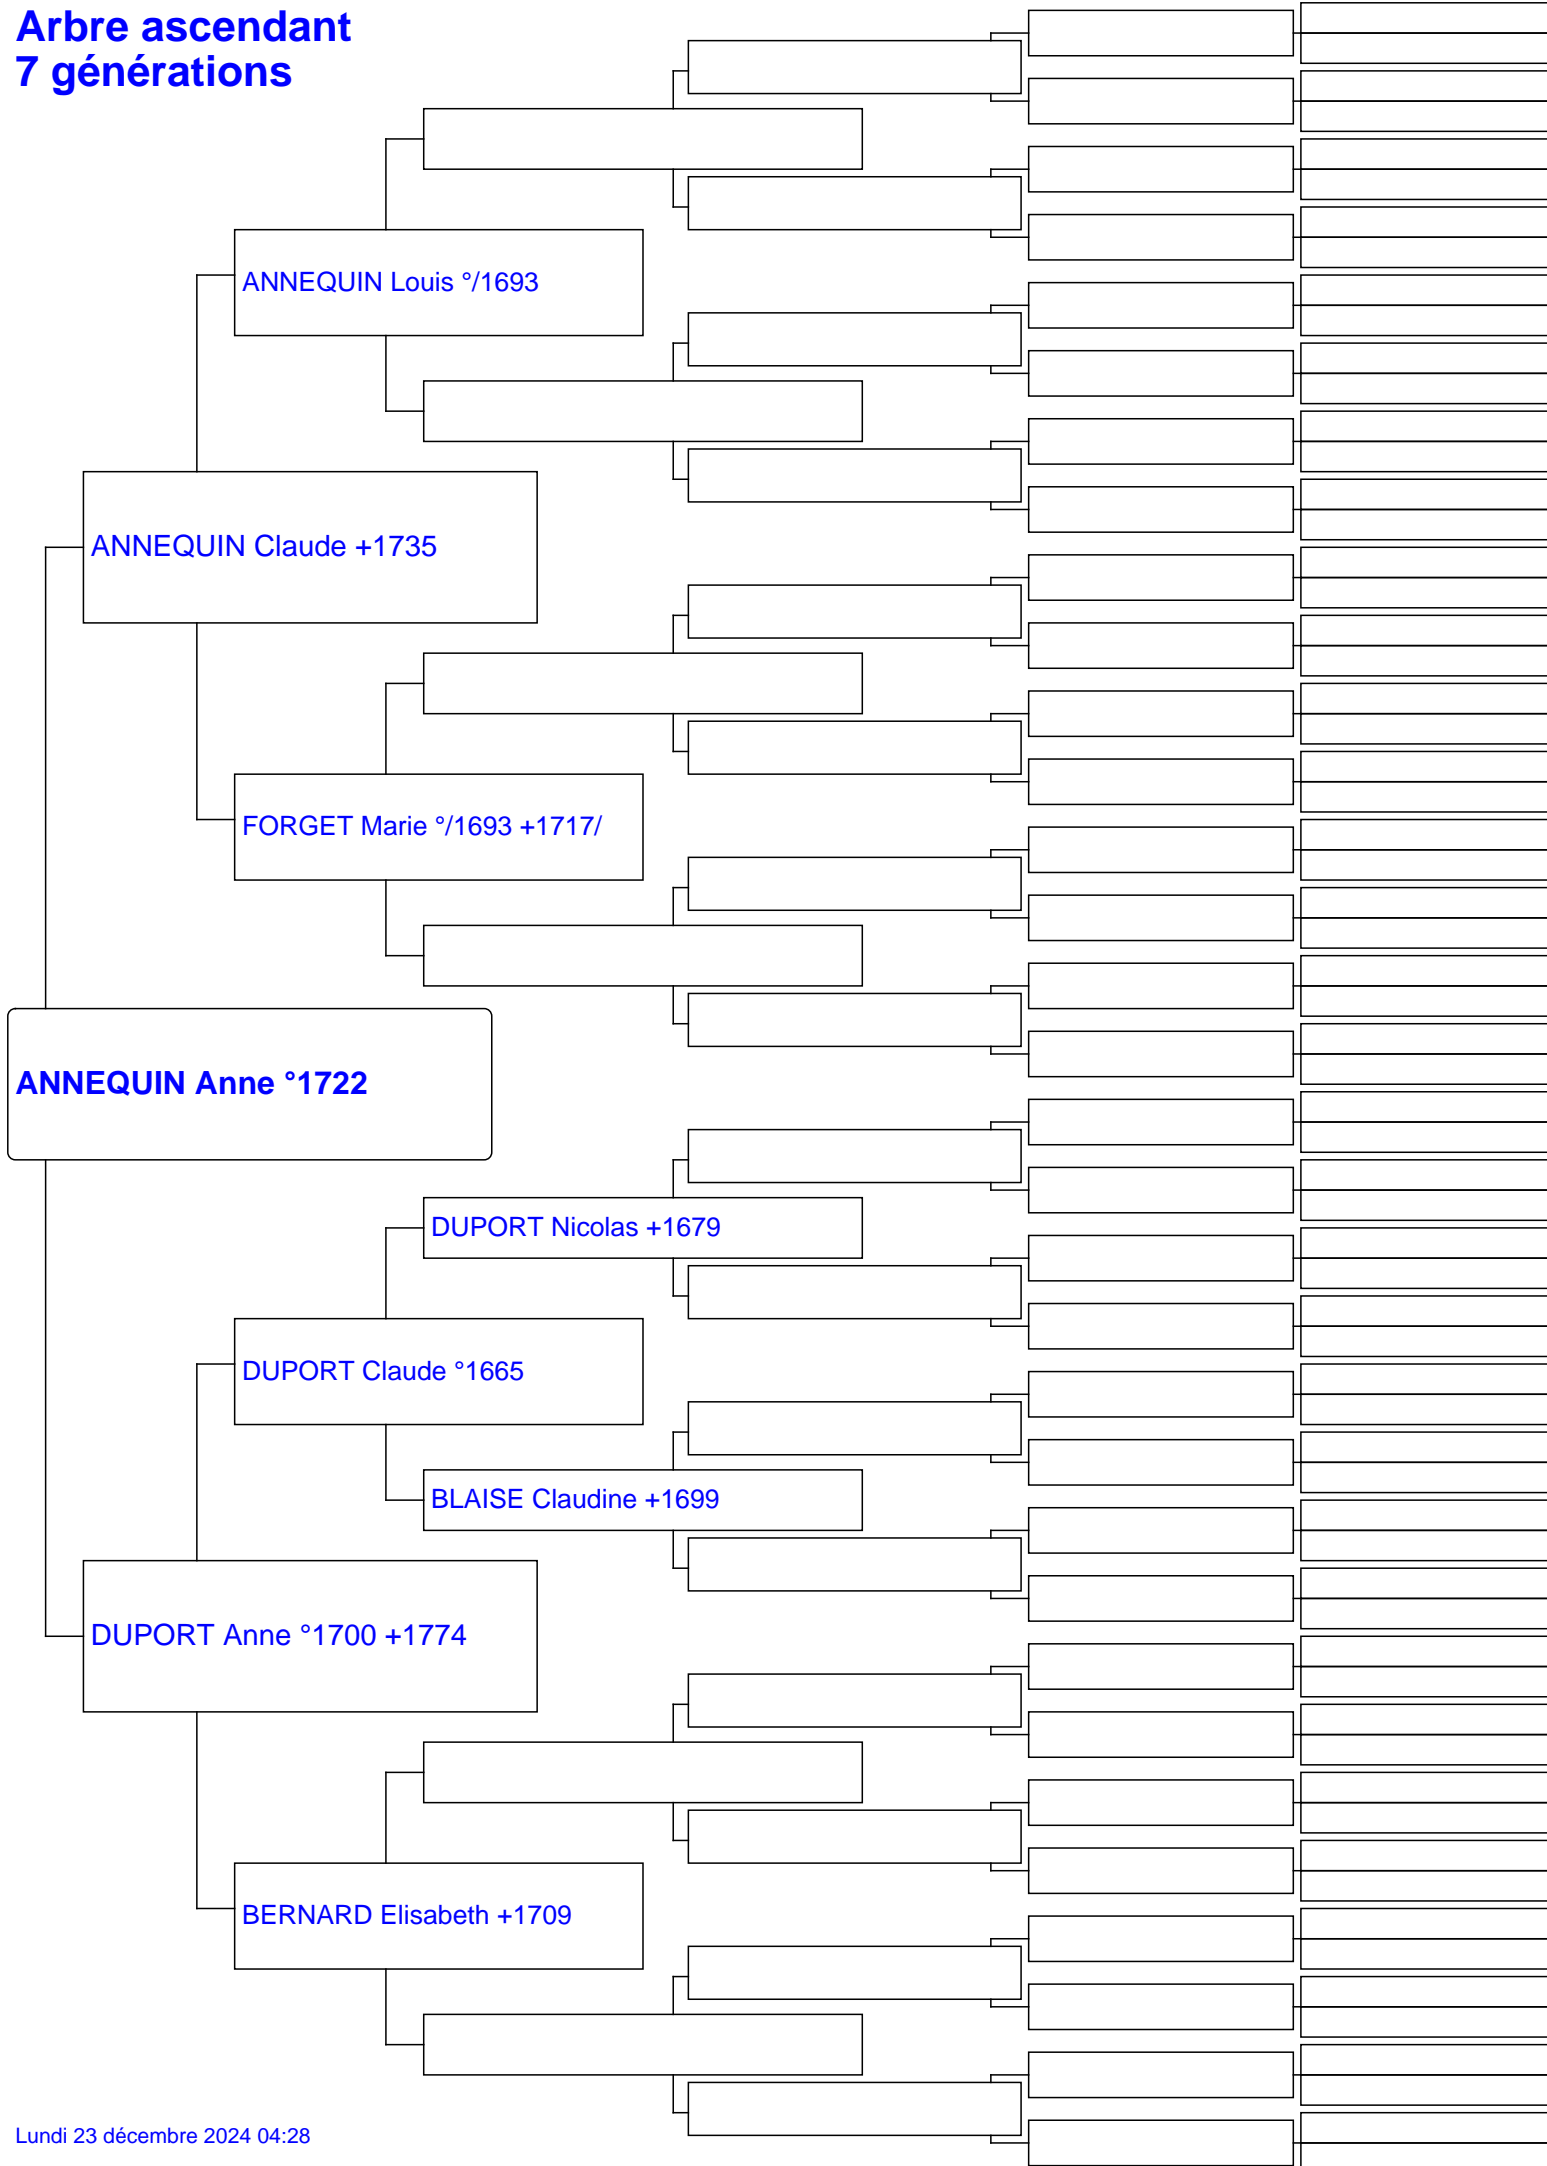 Arbre ascendant
7 générations
ANNEQUIN Louis °/1693
ANNEQUIN Claude +1735
FORGET Marie °/1693 +1717/
ANNEQUIN Anne °1722
DUPORT Nicolas +1679
DUPORT Claude °1665
BLAISE Claudine +1699
DUPORT Anne °1700 +1774
BERNARD Elisabeth +1709
Lundi 23 décembre 2024 04:28